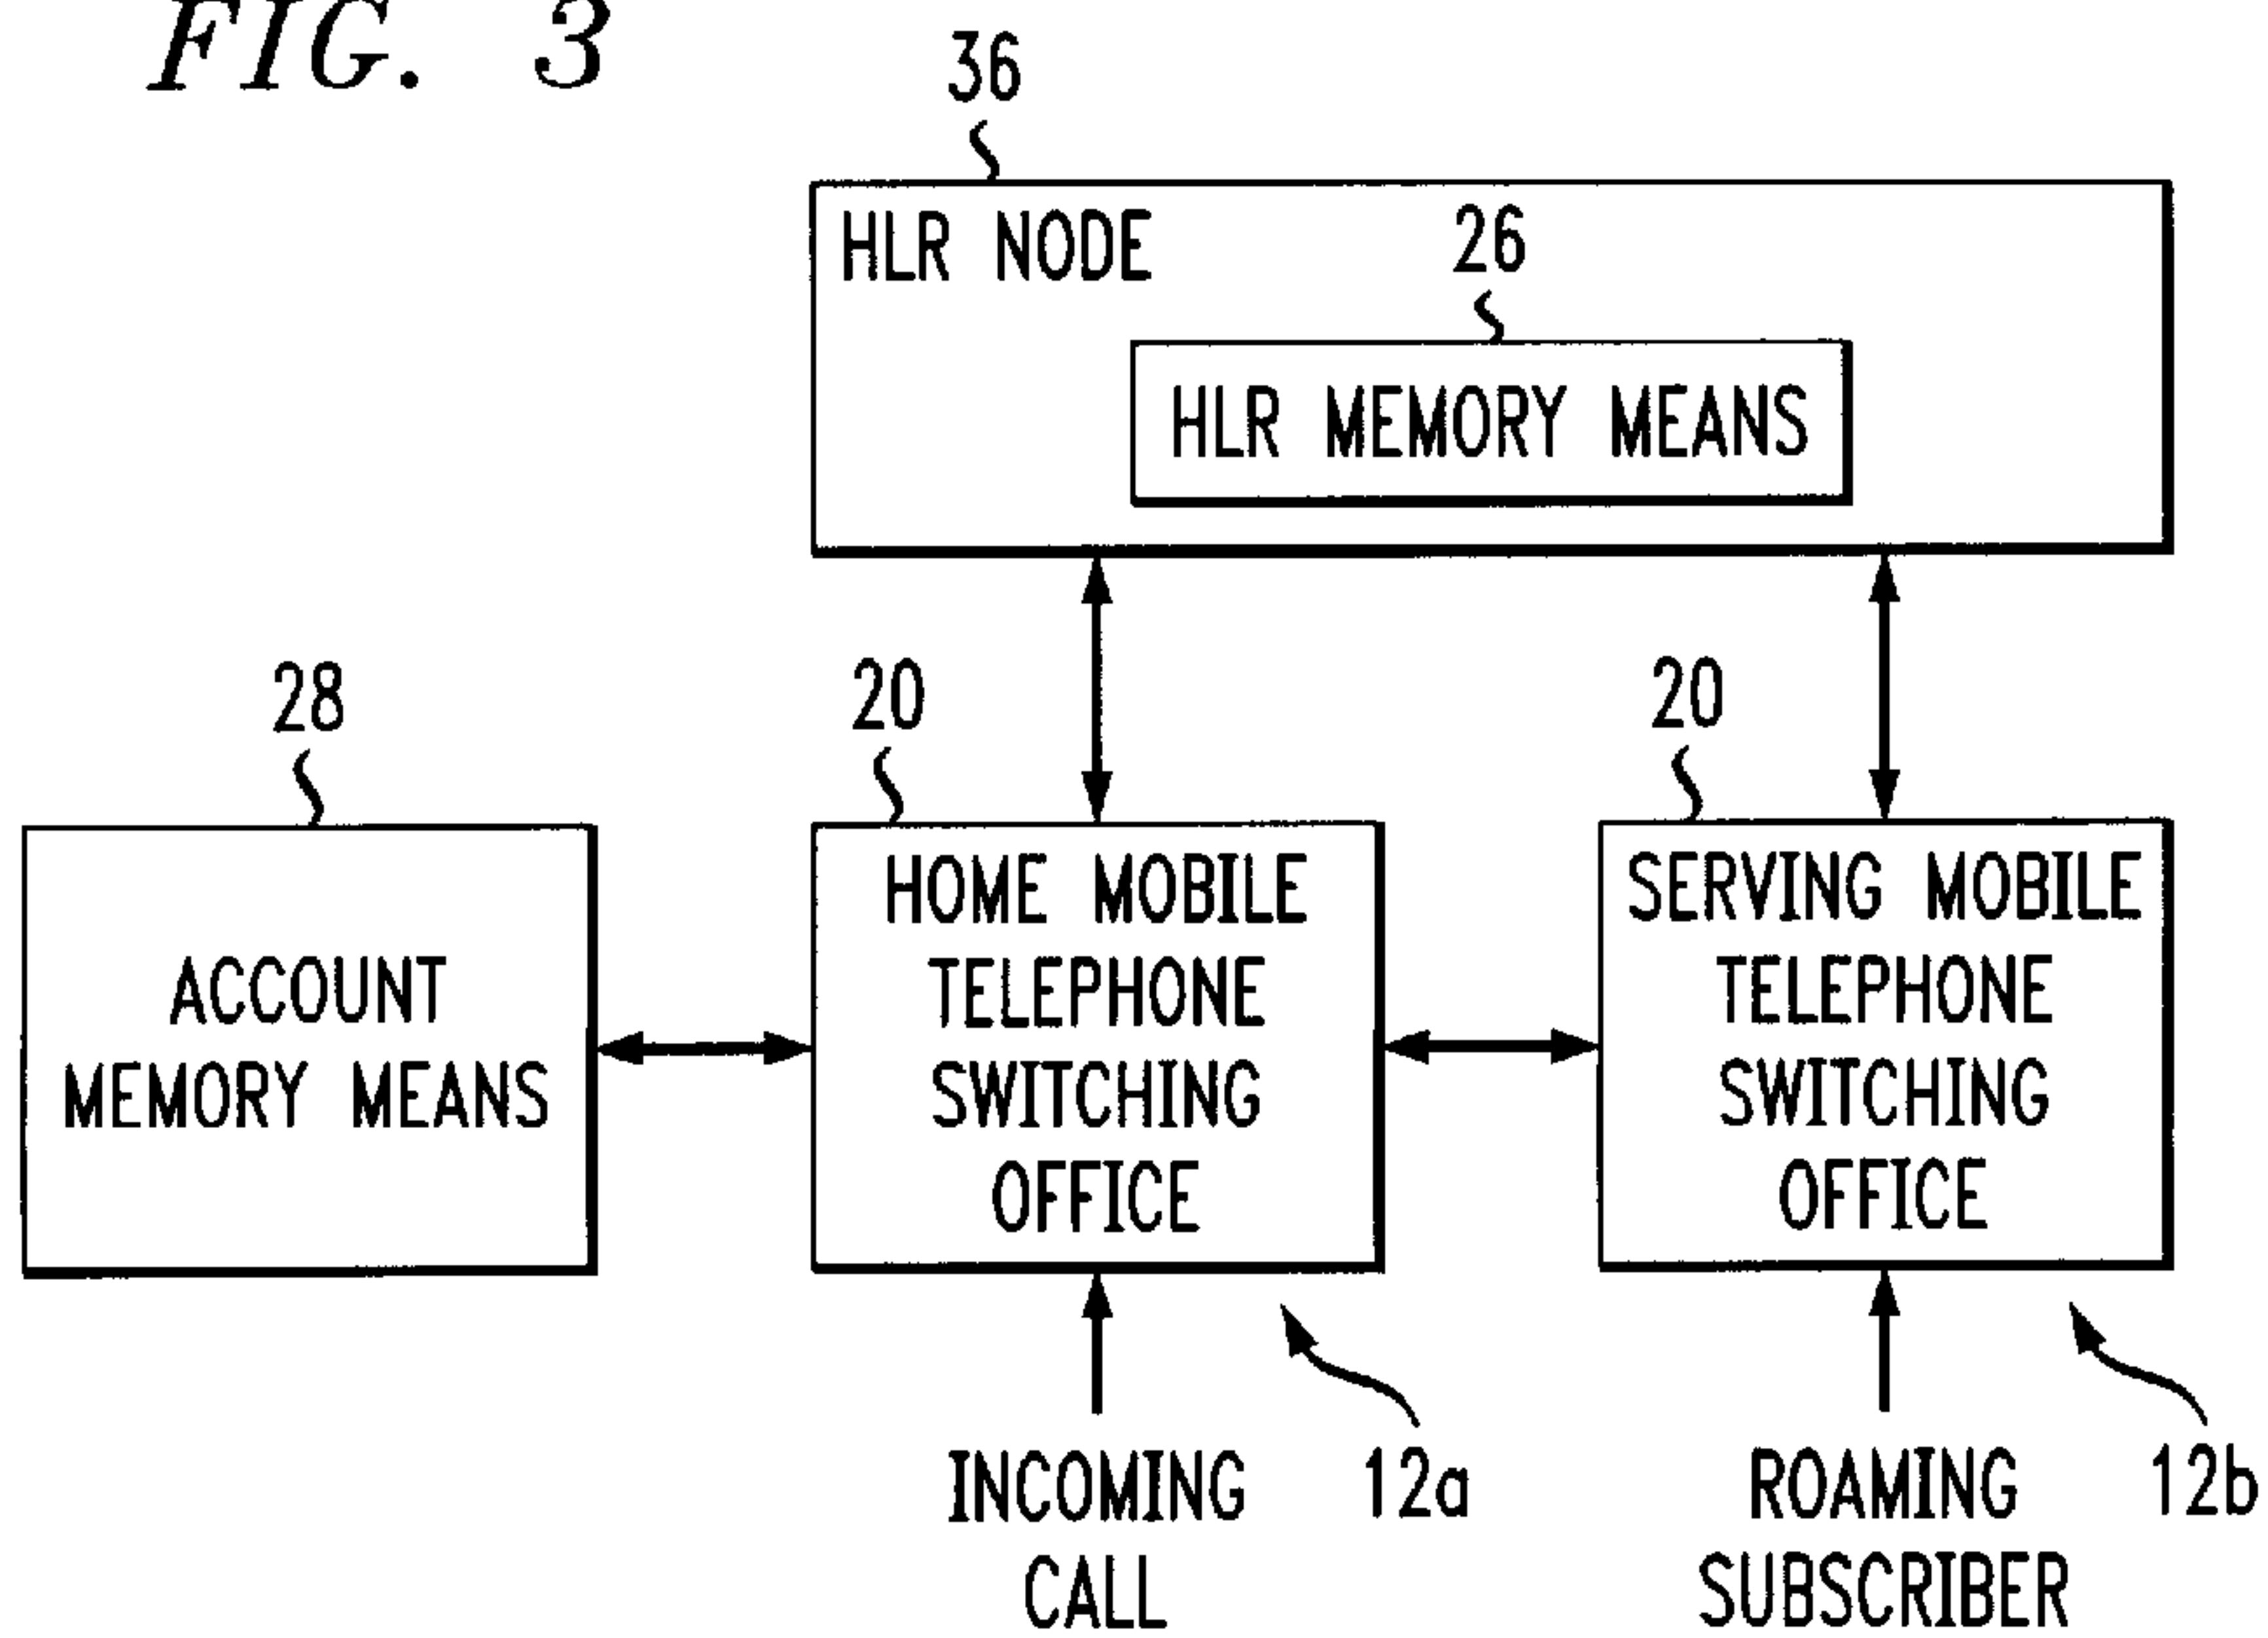 FIG. 3
36
HLR NODE
26
HLR MEMORY MEANS
28
20
20
ACCOUNT
MEMORY MEANS
HOME MOBILE
TELEPHONE
SWITCHING
OFFICE
SERVING MOBILE
TELEPHONE
SWITCHING
OFFICE
INCOMING
CALL
12a
ROAMING
SUBSCRIBER
12b